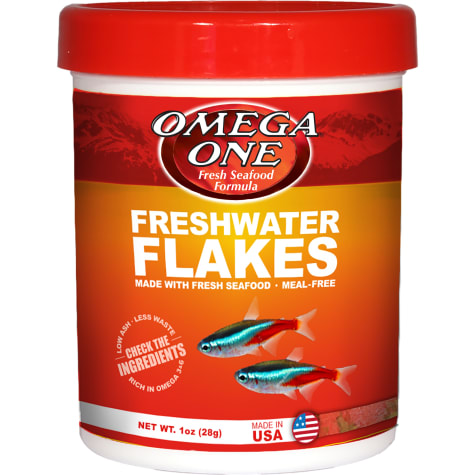 OMEGA
ONE
Fresh Seafood
Formula
FRESHWATER
FLAKES
MADE WITH FRESH SEAFOOD · MEAL-FREE
LOW ASH · LESS WASTE
CHECK THE
INGREDIENTS
RICH IN OMEGA 3+6
NET WT. 1oz (28g)
MADE IN
USA